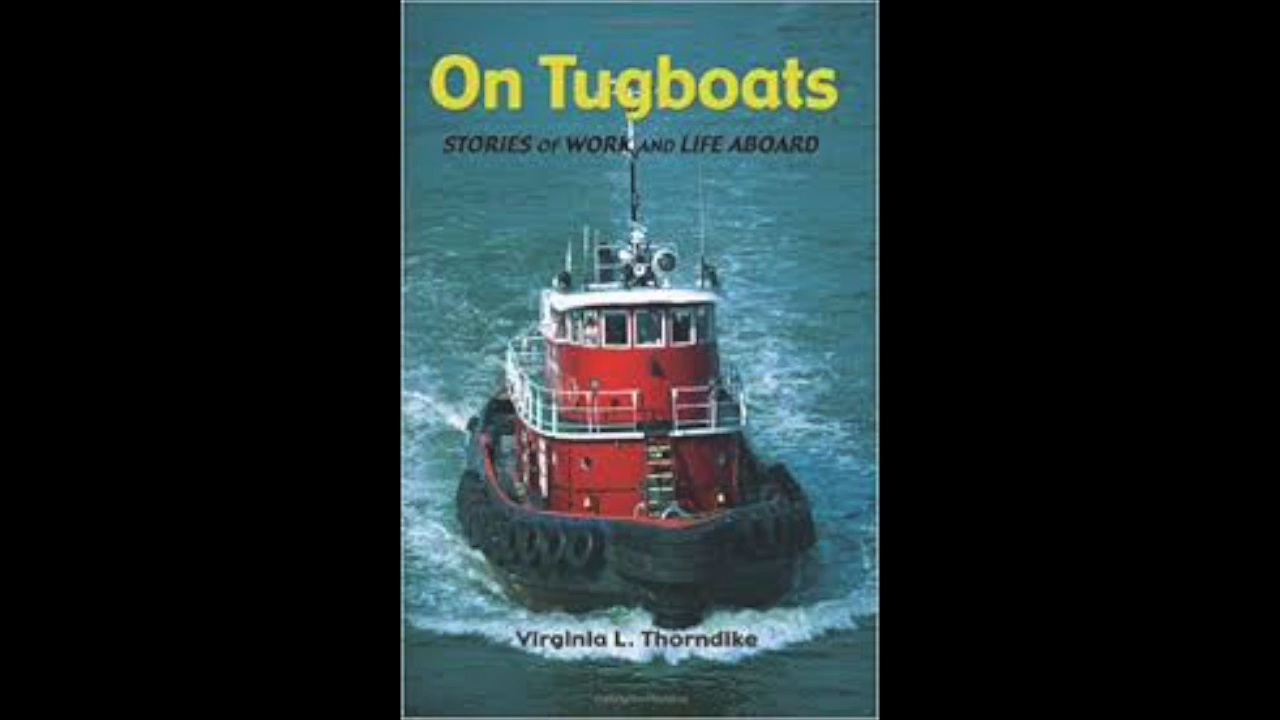 On Tugboats
STORIES OF WORK AND LIFE ABOARD
Virginia L. Thorndike